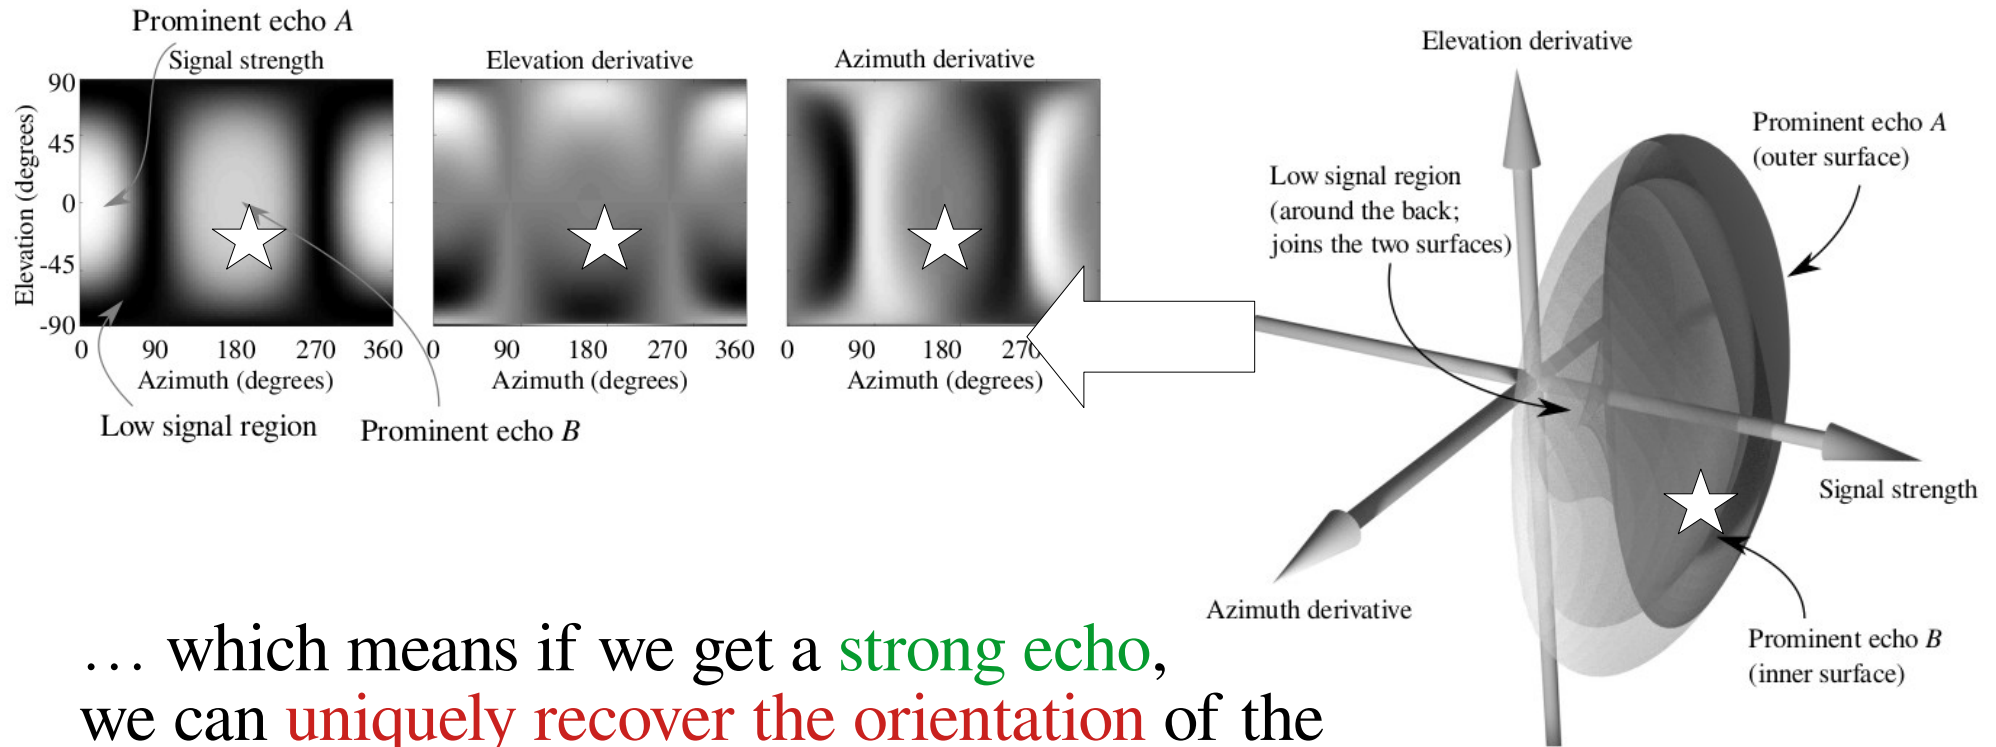 Prominent echo A
Signal strength
Elevation derivative
Azimuth derivative
Elevation (degrees)
90
45
0
-45
-90
0 90 180 270 360
0 90 180 270 360
0 90 180 270
Azimuth (degrees)
Azimuth (degrees)
Azimuth (degrees)
Low signal region
Prominent echo B
Elevation derivative
Prominent echo A
(outer surface)
Low signal region
(around the back;
joins the two surfaces)
Signal strength
Azimuth derivative
Prominent echo B
(inner surface)
… which means if we get a strong echo,
we can uniquely recover the orientation of the